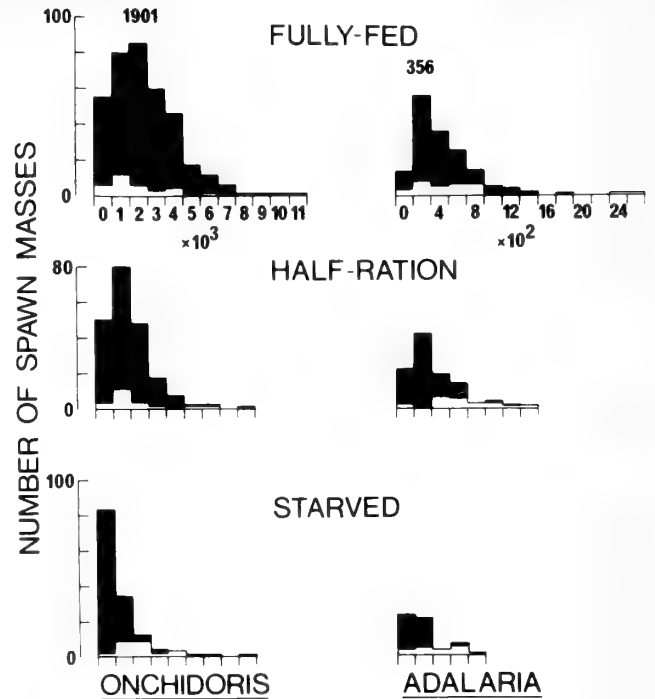 100
1901
FULLY-FED
356
0
0 1 2 3 4 5 6 7 8 9 10 11
×10³
0 4 8 12 16 20 24
×10²
NUMBER OF SPAWN MASSES
HALF-RATION
80
0
STARVED
100
0
ONCHIDORIS
ADALARIA